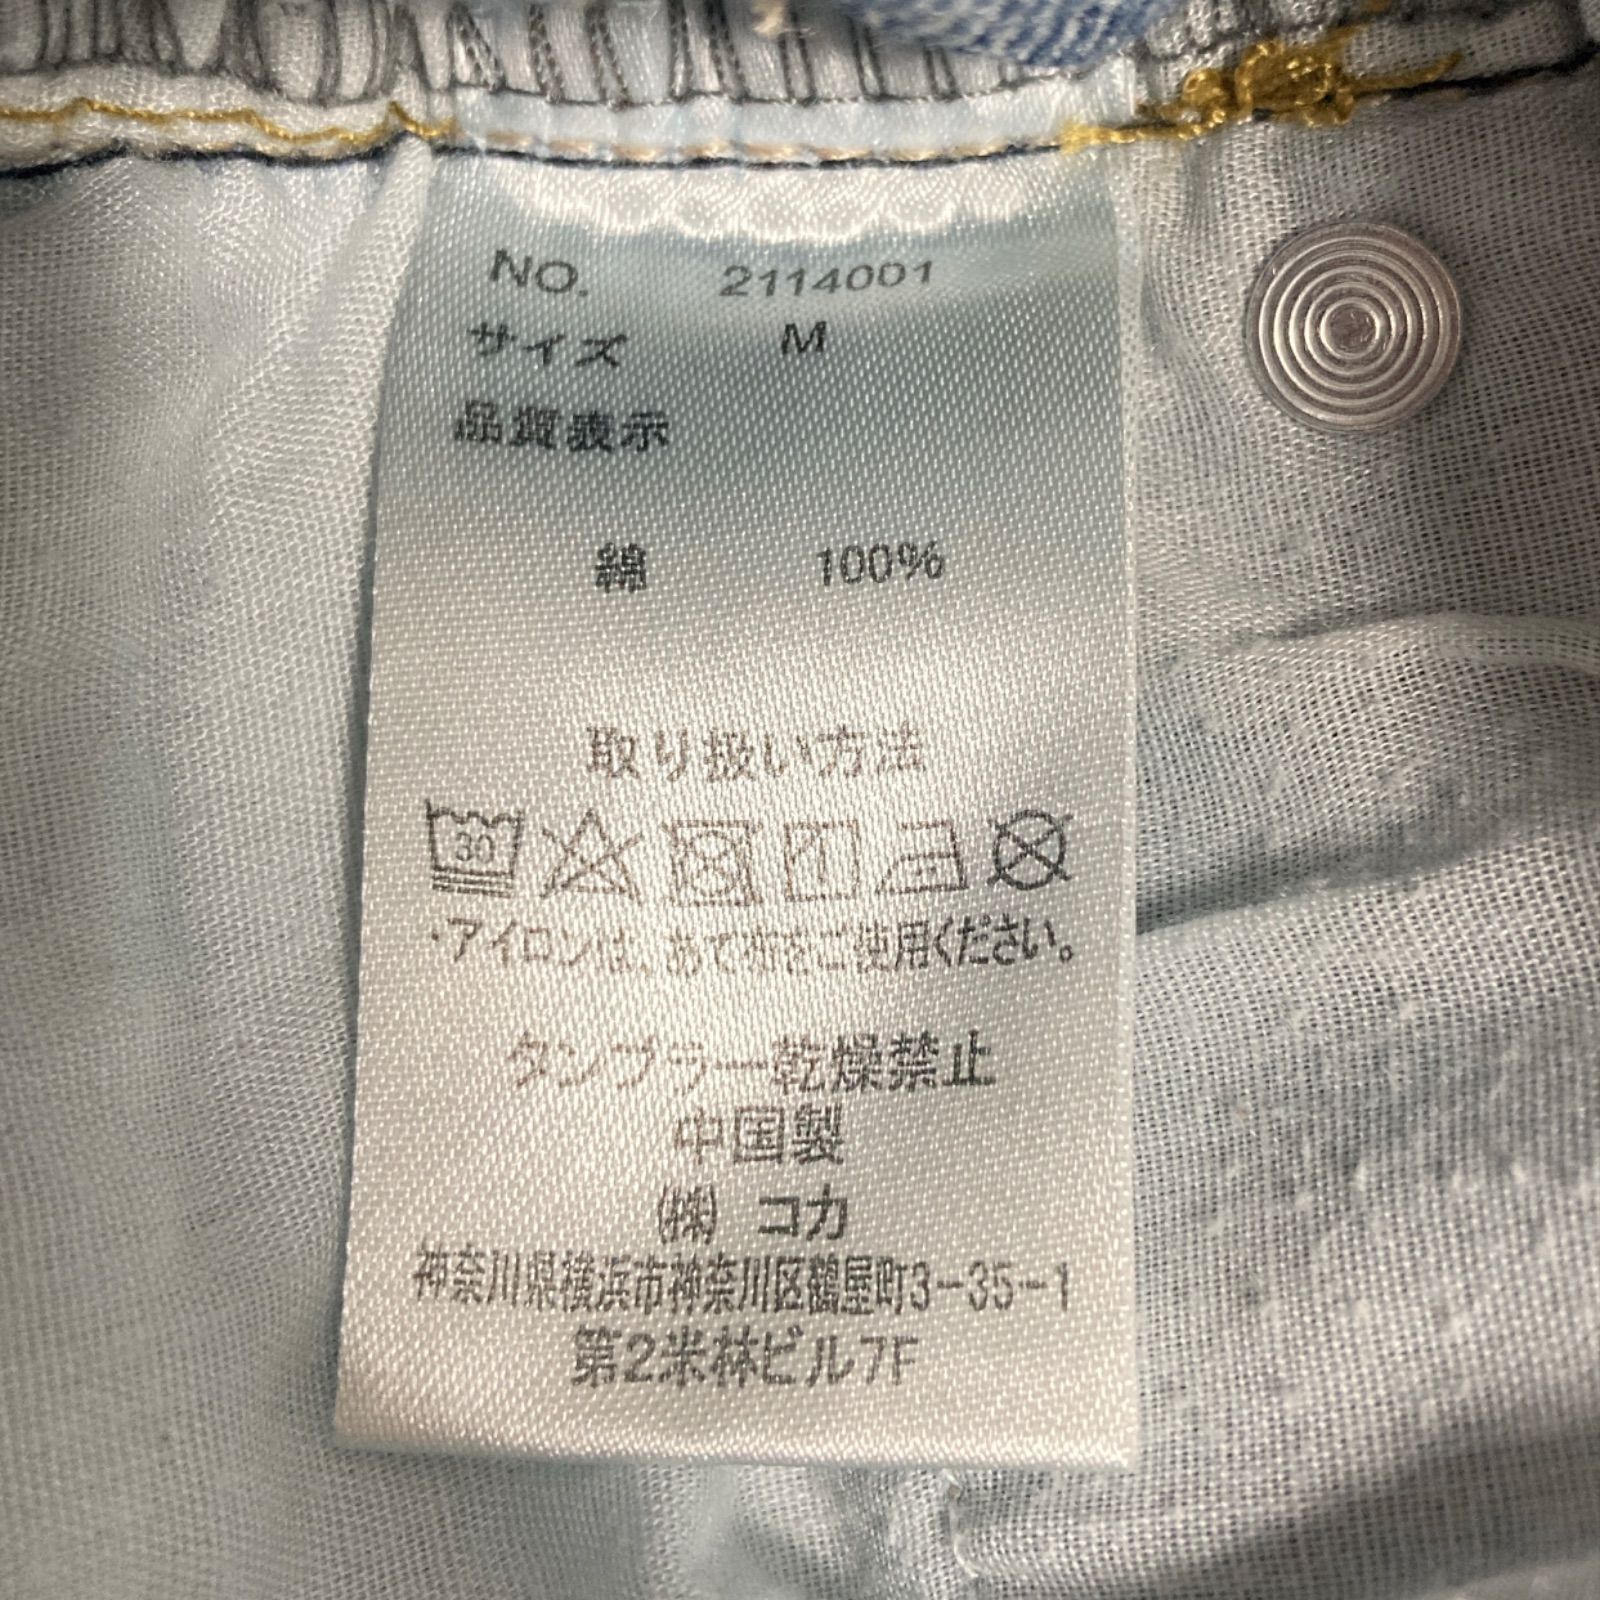 NO. 2114001
サイズ M
品質表示
綿 100%
取り扱い方法
30
・アイロンは、あて布をご使用ください。
タンブラー乾燥禁止
中国製
㈱ コカ
神奈川県横浜市神奈川区鶴屋町3-35-1
第2米林ビル7F